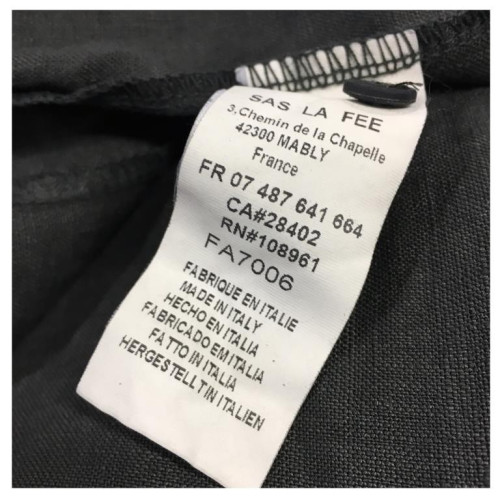 SAS LA FEE
3,Chemin de la Chapelle
42300 MABLY
France
FR 07 487 641 664
CA#28402
RN#108961
FA7006
FABRIQUE EN ITALIE
MADE IN ITALY
HECHO EN ITALIA
FABRICADO EM ITALIA
FATTO IN ITALIA
HERGESTELLT IN ITALIEN